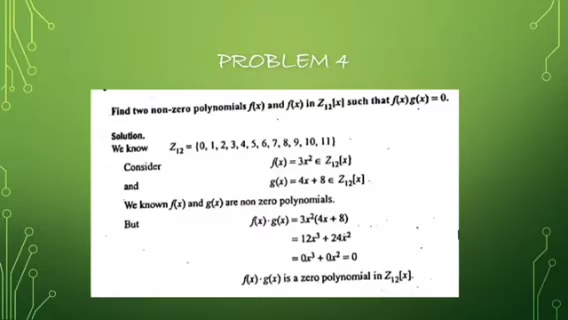 PROBLEM 4
Find two non-zero polynomials f(x) and f(x) in Z₁₂[x] such that f(x)g(x) = 0.
Solution.
We know Z₁₂ = {0, 1, 2, 3, 4, 5, 6, 7, 8, 9, 10, 11}
Consider f(x) = 3x² ∈ Z₁₂[x]
and g(x) = 4x + 8 ∈ Z₁₂[x]
We known f(x) and g(x) are non zero polynomials.
But f(x)·g(x) = 3x²(4x + 8)
= 12x³ + 24x²
= 0x³ + 0x² = 0
f(x)·g(x) is a zero polynomial in Z₁₂[x].